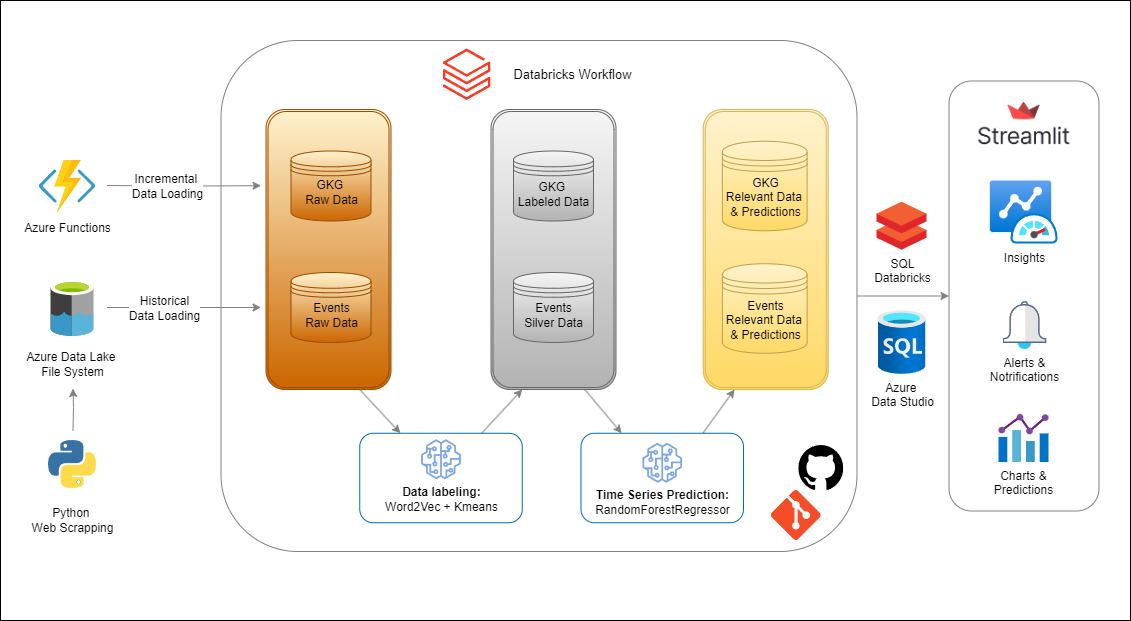 Databricks Workflow
Streamlit
Azure Functions
Incremental
Data Loading
GKG
Raw Data
GKG
Labeled Data
GKG
Relevant Data
& Predictions
SQL
Databricks
Insights
Azure Data Lake
File System
Historical
Data Loading
Events
Raw Data
Events
Silver Data
Events
Relevant Data
& Predictions
SQL
Azure
Data Studio
Alerts &
Notifications
Python
Web Scrapping
Data labeling:
Word2Vec + Kmeans
Time Series Prediction:
RandomForestRegressor
Charts &
Predictions